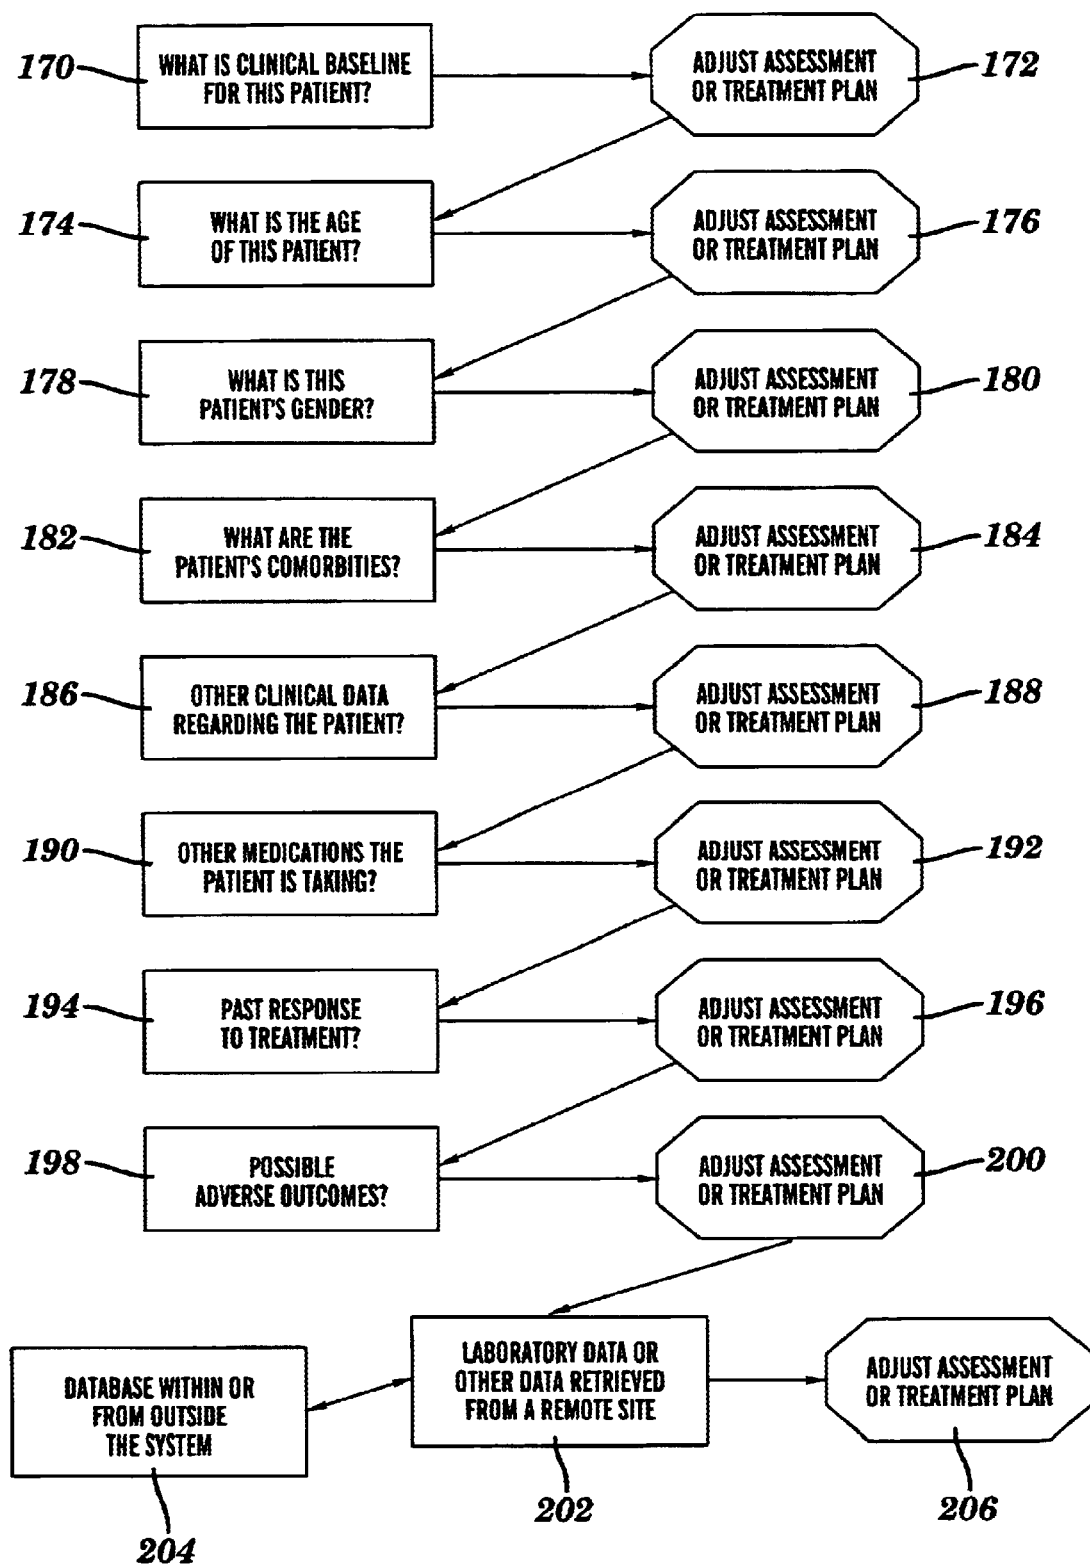 170
WHAT IS CLINICAL BASELINE
FOR THIS PATIENT?
ADJUST ASSESSMENT
OR TREATMENT PLAN
172
174
WHAT IS THE AGE
OF THIS PATIENT?
ADJUST ASSESSMENT
OR TREATMENT PLAN
176
178
WHAT IS THIS
PATIENT'S GENDER?
ADJUST ASSESSMENT
OR TREATMENT PLAN
180
182
WHAT ARE THE
PATIENT'S COMORBITIES?
ADJUST ASSESSMENT
OR TREATMENT PLAN
184
186
OTHER CLINICAL DATA
REGARDING THE PATIENT?
ADJUST ASSESSMENT
OR TREATMENT PLAN
188
190
OTHER MEDICATIONS THE
PATIENT IS TAKING?
ADJUST ASSESSMENT
OR TREATMENT PLAN
192
194
PAST RESPONSE
TO TREATMENT?
ADJUST ASSESSMENT
OR TREATMENT PLAN
196
198
POSSIBLE
ADVERSE OUTCOMES?
ADJUST ASSESSMENT
OR TREATMENT PLAN
200
DATABASE WITHIN OR
FROM OUTSIDE
THE SYSTEM
204
LABORATORY DATA OR
OTHER DATA RETRIEVED
FROM A REMOTE SITE
202
ADJUST ASSESSMENT
OR TREATMENT PLAN
206